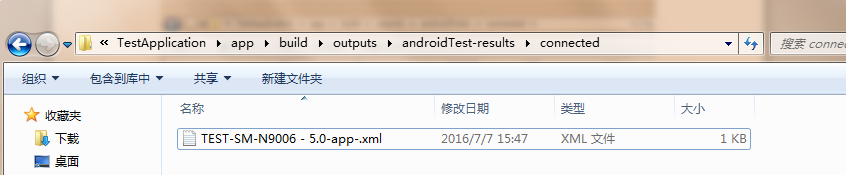 « TestApplication ▸ app ▸ build ▸ outputs ▸ androidTest-results ▸ connected
搜索 connec
组织 包含到库中 共享 新建文件夹
收藏夹
下载
桌面
名称 修改日期 类型 大小
TEST-SM-N9006 - 5.0-app-.xml 2016/7/7 15:47 XML 文件 1 KB